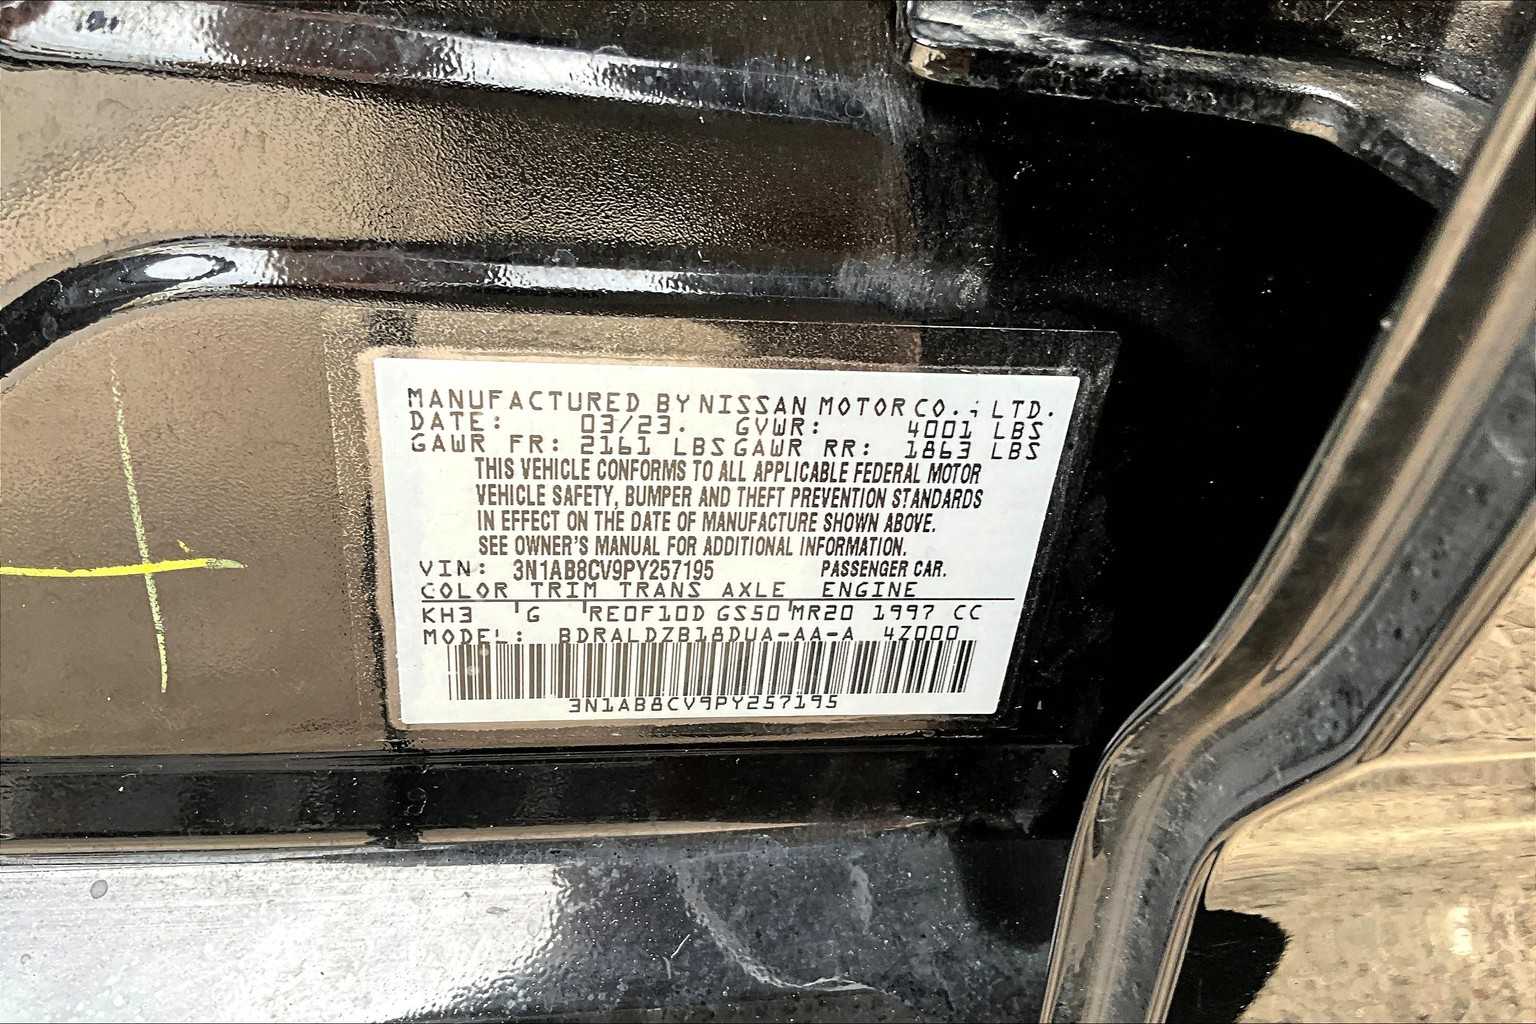 MANUFACTURED BY NISSAN MOTOR CO., LTD.
DATE: 03/23. GVWR: 4001 LBS
GAWR FR: 2161 LBS GAWR RR: 1863 LBS
THIS VEHICLE CONFORMS TO ALL APPLICABLE FEDERAL MOTOR
VEHICLE SAFETY, BUMPER AND THEFT PREVENTION STANDARDS
IN EFFECT ON THE DATE OF MANUFACTURE SHOWN ABOVE.
SEE OWNER'S MANUAL FOR ADDITIONAL INFORMATION.
VIN: 3N1AB8CV9PY257195 PASSENGER CAR.
COLOR TRIM TRANS AXLE ENGINE
KH3 G RE0F10D GS50 MR20 1997 CC
MODEL: BDRALDZB18DUA-AA-A 4Z000
3N1AB8CV9PY257195